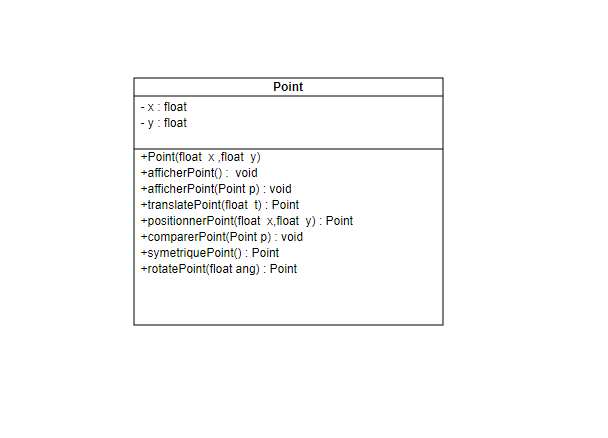 Point
- x : float
- y : float
+Point(float x ,float y)
+afficherPoint() : void
+afficherPoint(Point p) : void
+translatePoint(float t) : Point
+positionnerPoint(float x,float y) : Point
+comparerPoint(Point p) : void
+symetriquePoint() : Point
+rotatePoint(float ang) : Point